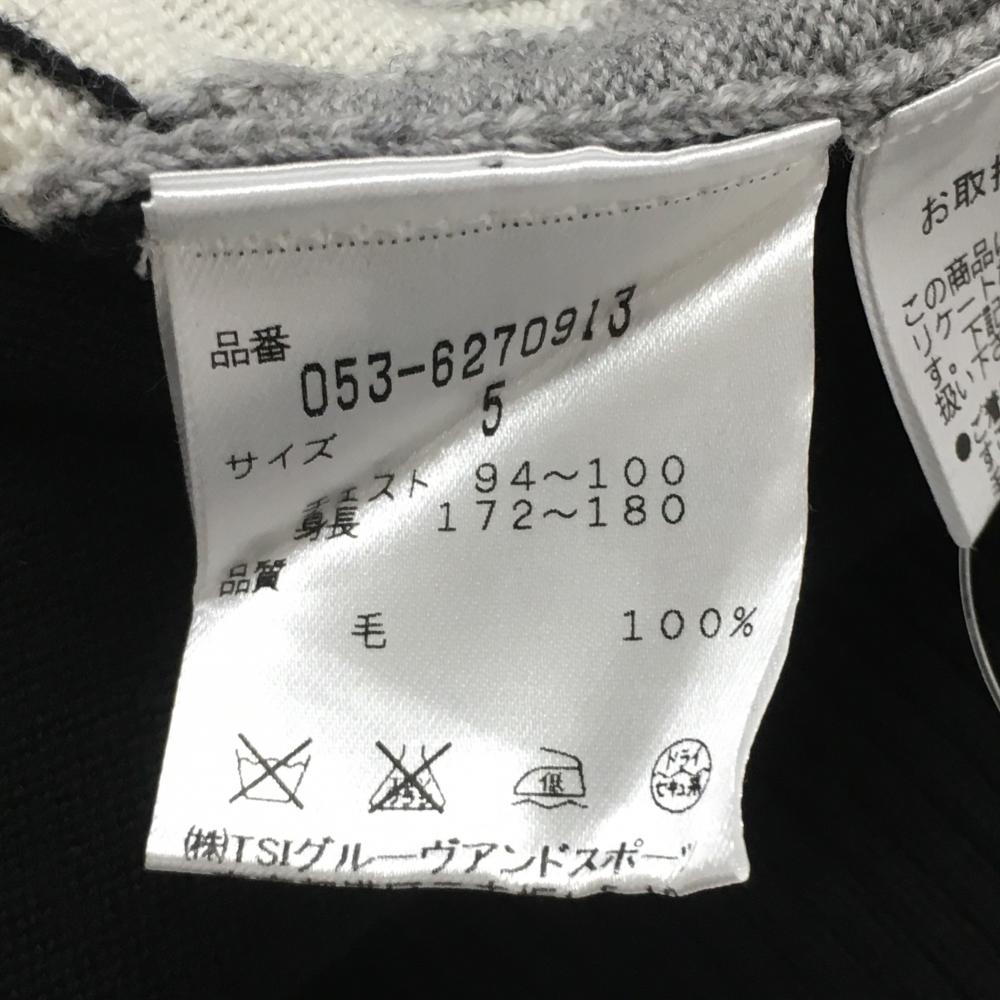 品番
053-6270913
サイズ 5
チェスト 94〜100
身長 172〜180
品質
毛 100%
低
ドライ
セキユ系
(株)TSIグルーヴアンドスポー
お取
この商品
リケート
す。下記
扱い下